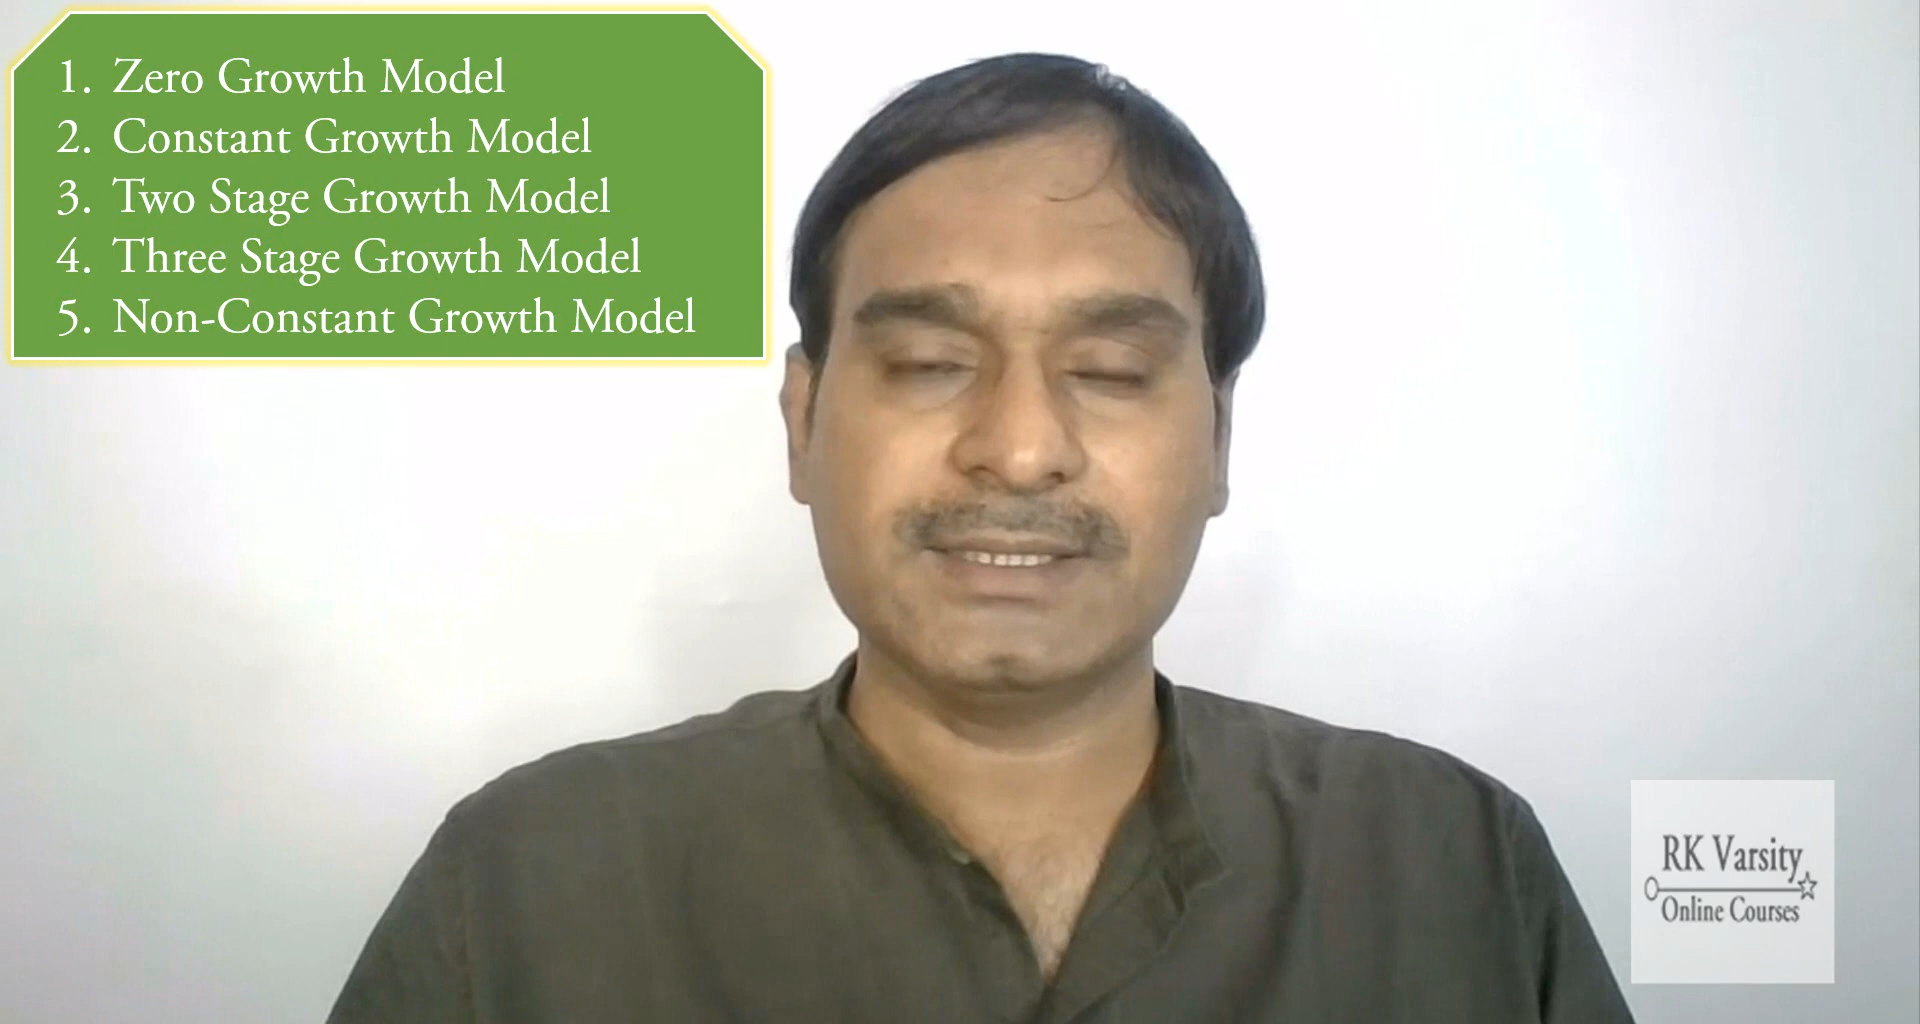 1. Zero Growth Model
2. Constant Growth Model
3. Two Stage Growth Model
4. Three Stage Growth Model
5. Non-Constant Growth Model
RK Varsity
Online Courses